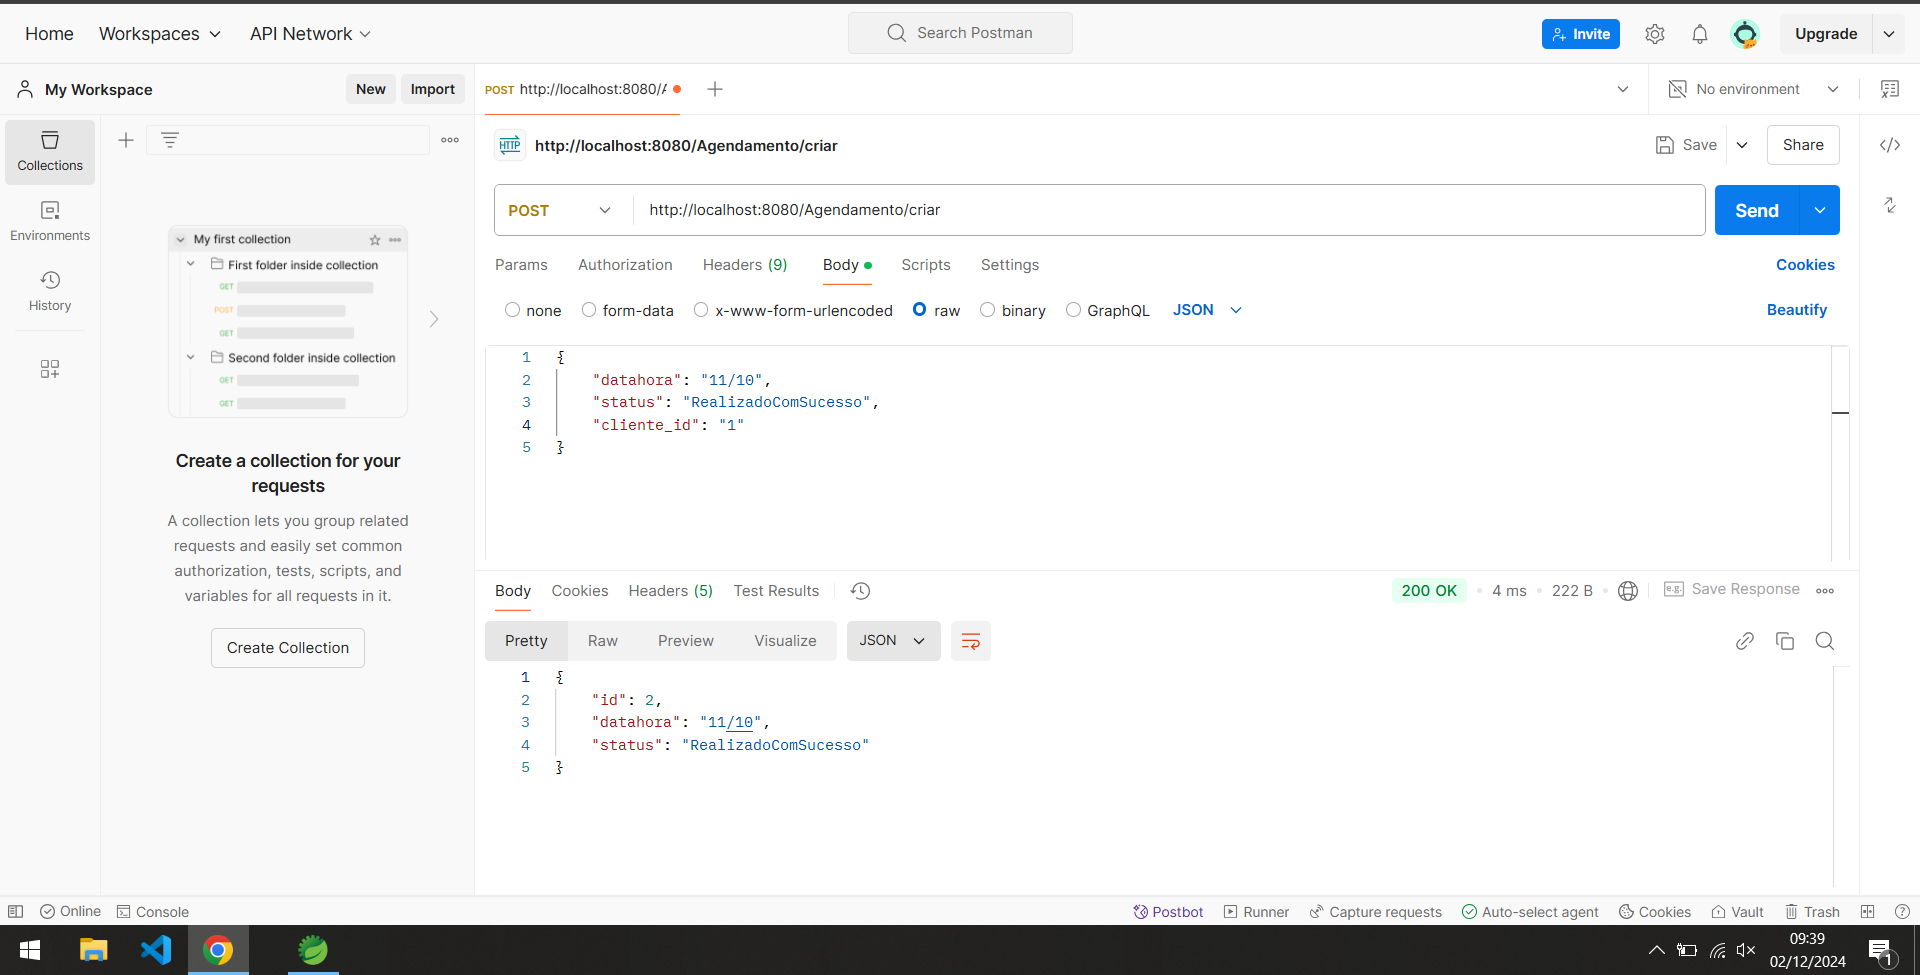 Home
Workspaces
API Network
Search Postman
Invite
Upgrade
My Workspace
New
Import
POST http://localhost:8080/A
No environment
Collections
Environments
History
My first collection
First folder inside collection
GET
POST
GET
Second folder inside collection
GET
GET
Create a collection for your
requests
A collection lets you group related
requests and easily set common
authorization, tests, scripts, and
variables for all requests in it.
Create Collection
HTTP
http://localhost:8080/Agendamento/criar
Save
Share
POST
http://localhost:8080/Agendamento/criar
Send
Params
Authorization
Headers (9)
Body
Scripts
Settings
Cookies
none
form-data
x-www-form-urlencoded
raw
binary
GraphQL
JSON
Beautify
1 {
2 "datahora": "11/10",
3 "status": "RealizadoComSucesso",
4 "cliente_id": "1"
5 }
Body
Cookies
Headers (5)
Test Results
200 OK
4 ms
222 B
e.g.
Save Response
Pretty
Raw
Preview
Visualize
JSON
1 {
2 "id": 2,
3 "datahora": "11/10",
4 "status": "RealizadoComSucesso"
5 }
Online
Console
Postbot
Runner
Capture requests
Auto-select agent
Cookies
Vault
Trash
09:39
02/12/2024
1